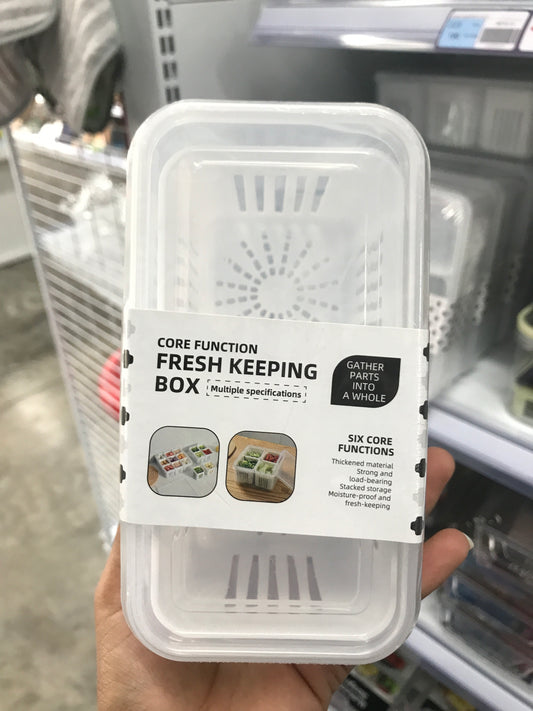 CORE FUNCTION
FRESH KEEPING
BOX Multiple specifications
GATHER
PARTS
INTO
A WHOLE
SIX CORE
FUNCTIONS
Thickened material
Strong and
load-bearing
Stacked storage
Moisture-proof and
fresh-keeping